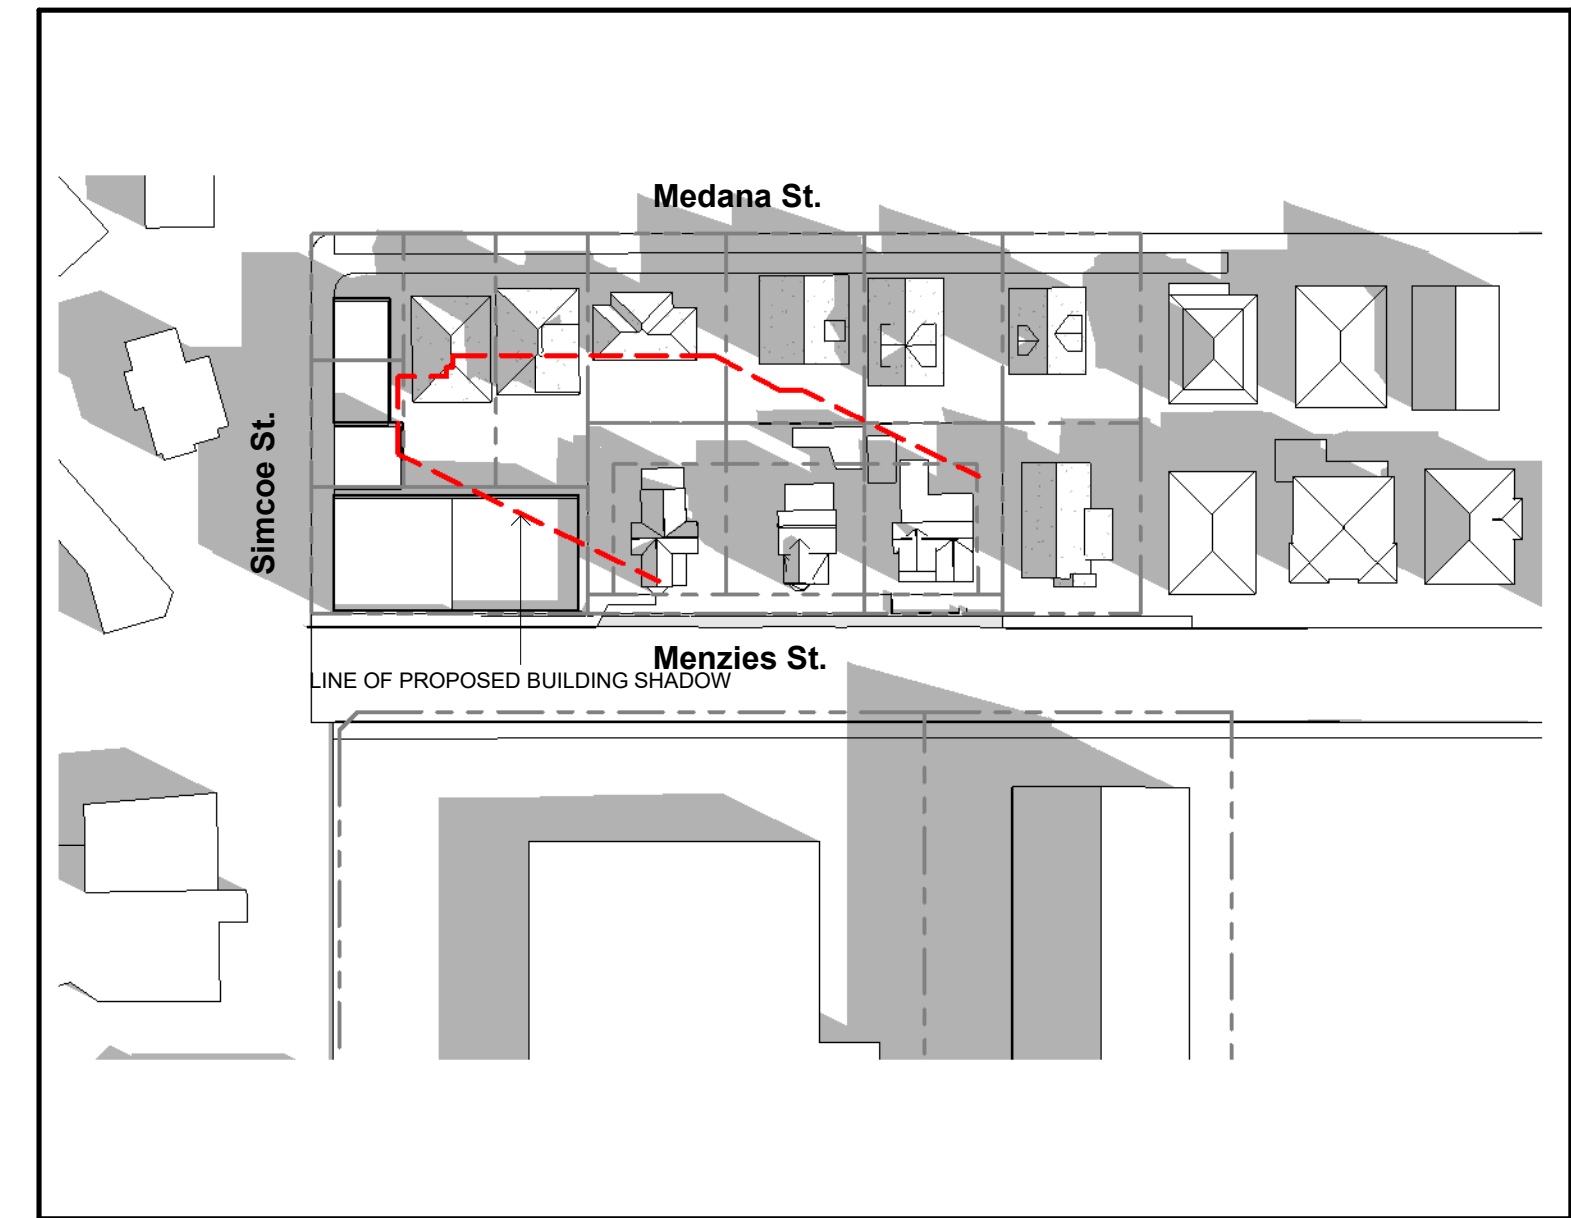 Medana St.
Simcoe St.
Menzies St.
LINE OF PROPOSED BUILDING SHADOW